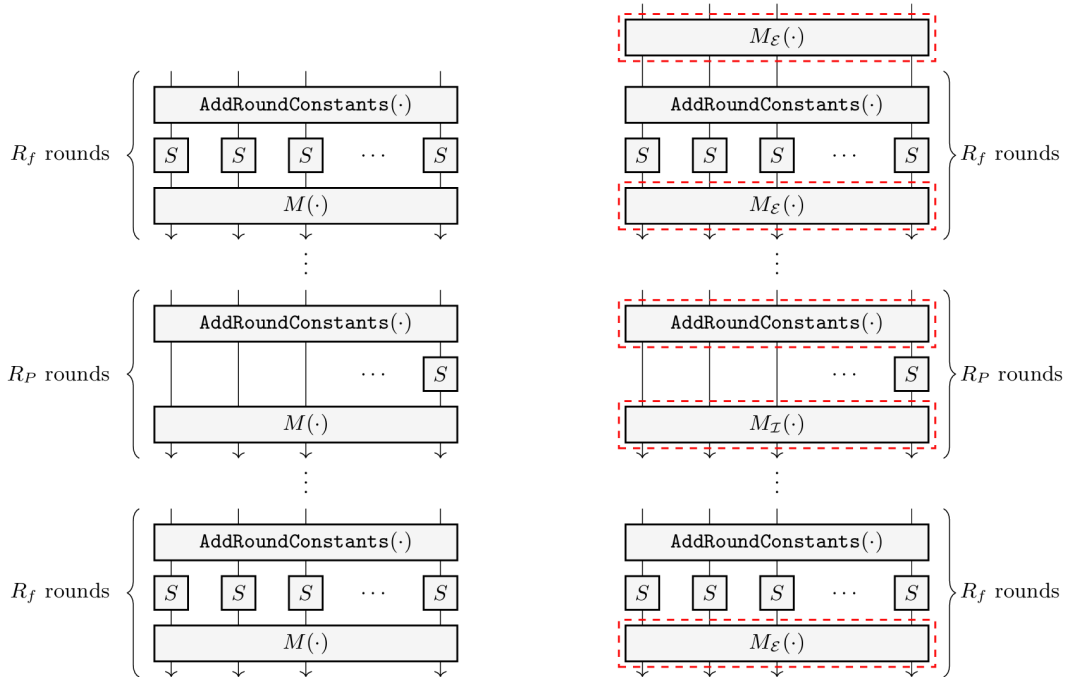 AddRoundConstants(·)
R_f rounds
S S S ⋯ S
M(·)
⋮
AddRoundConstants(·)
R_P rounds
⋯ S
M(·)
⋮
AddRoundConstants(·)
R_f rounds
S S S ⋯ S
M(·)
M_ℰ(·)
AddRoundConstants(·)
S S S ⋯ S
R_f rounds
M_ℰ(·)
⋮
AddRoundConstants(·)
⋯ S
R_P rounds
M_ℐ(·)
⋮
AddRoundConstants(·)
S S S ⋯ S
R_f rounds
M_ℰ(·)